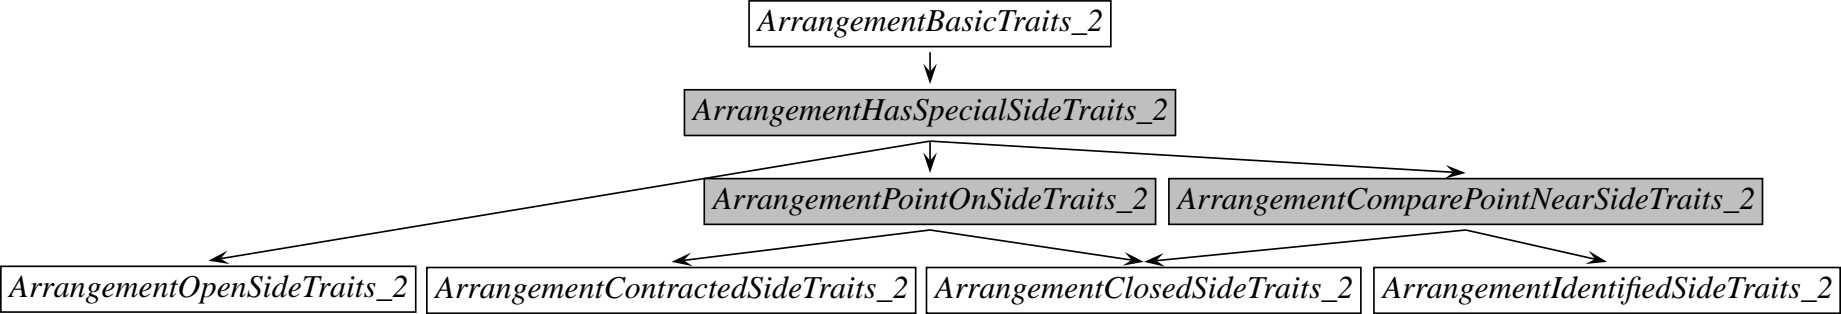 ArrangementBasicTraits_2
ArrangementHasSpecialSideTraits_2
ArrangementPointOnSideTraits_2
ArrangementComparePointNearSideTraits_2
ArrangementOpenSideTraits_2
ArrangementContractedSideTraits_2
ArrangementClosedSideTraits_2
ArrangementIdentifiedSideTraits_2